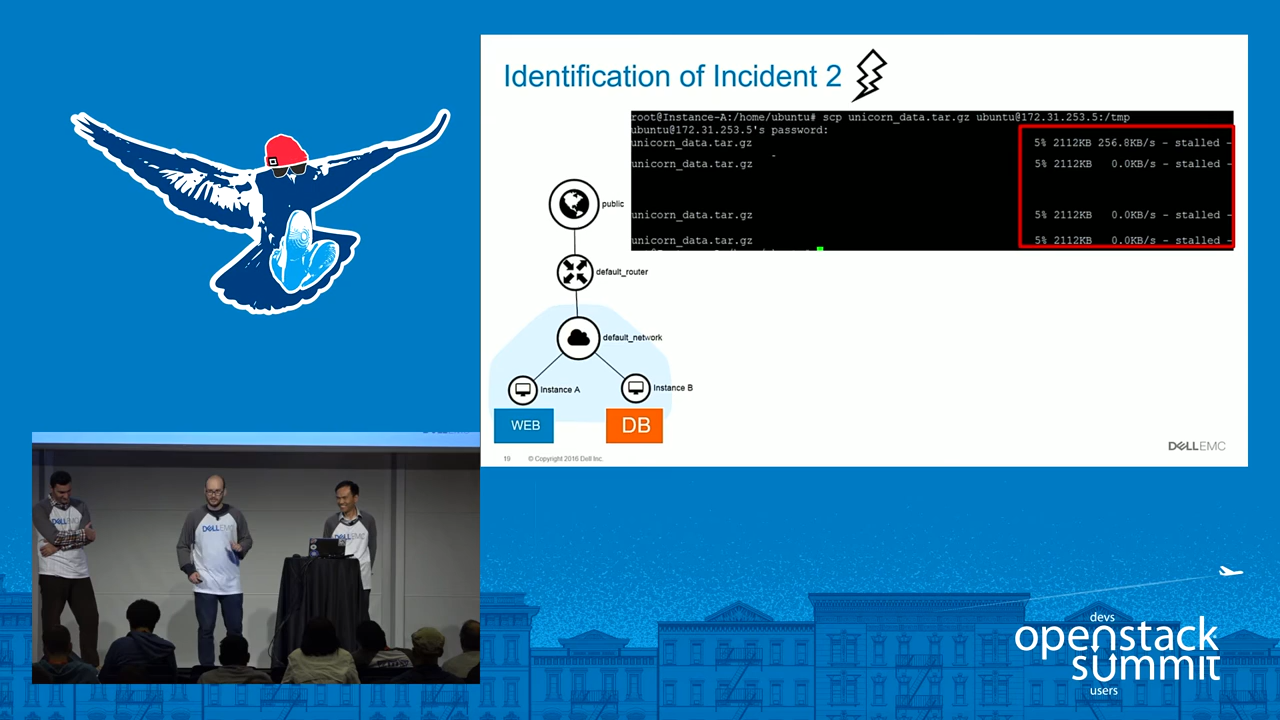 Identification of Incident 2
root@Instance-A:/home/ubuntu# scp unicorn_data.tar.gz ubuntu@172.31.253.5:/tmp
ubuntu@172.31.253.5's password:
unicorn_data.tar.gz 5% 2112KB 256.8KB/s - stalled -
unicorn_data.tar.gz 5% 2112KB 0.0KB/s - stalled -
unicorn_data.tar.gz 5% 2112KB 0.0KB/s - stalled -
unicorn_data.tar.gz 5% 2112KB 0.0KB/s - stalled -
public
default_router
default_network
Instance A
Instance B
WEB
DB
19 © Copyright 2016 Dell Inc.
DELLEMC
DELLEMC
DELLEMC
DELLEMC
devs
openstack
summit
users